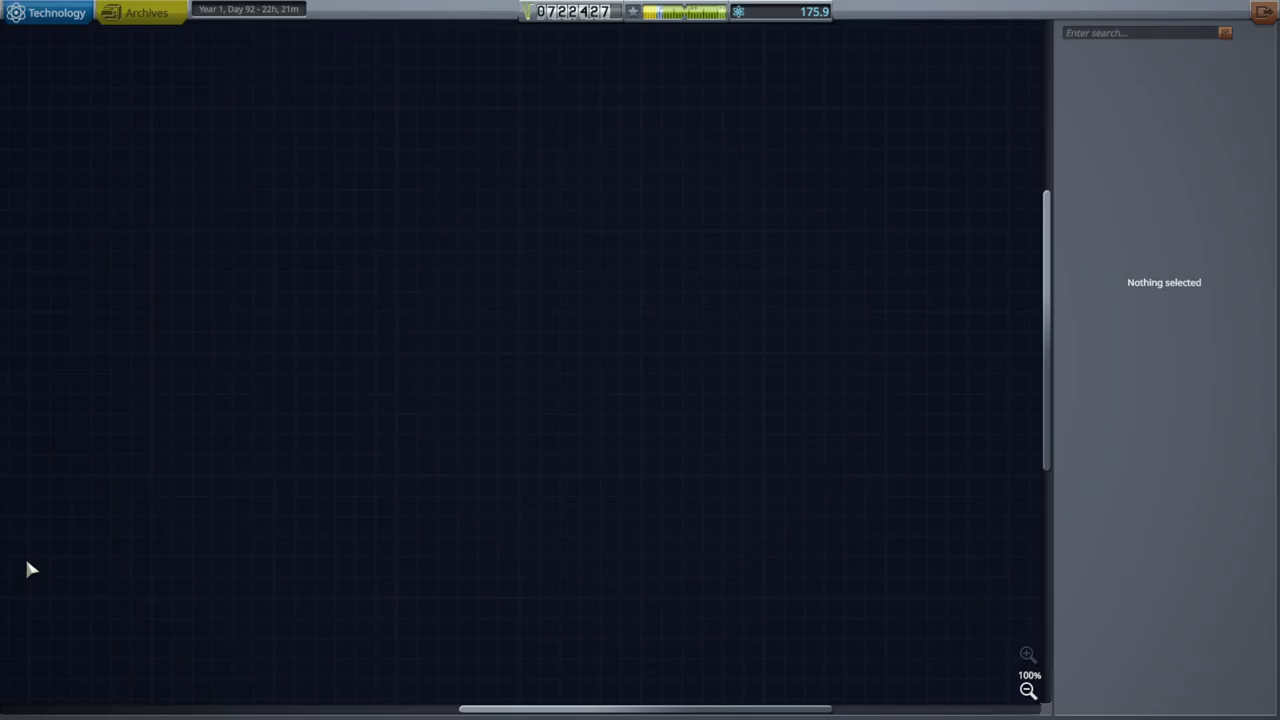 Technology
Archives
Year 1, Day 92 - 22h, 21m
0722427
175.9
Enter search...
Nothing selected
100%